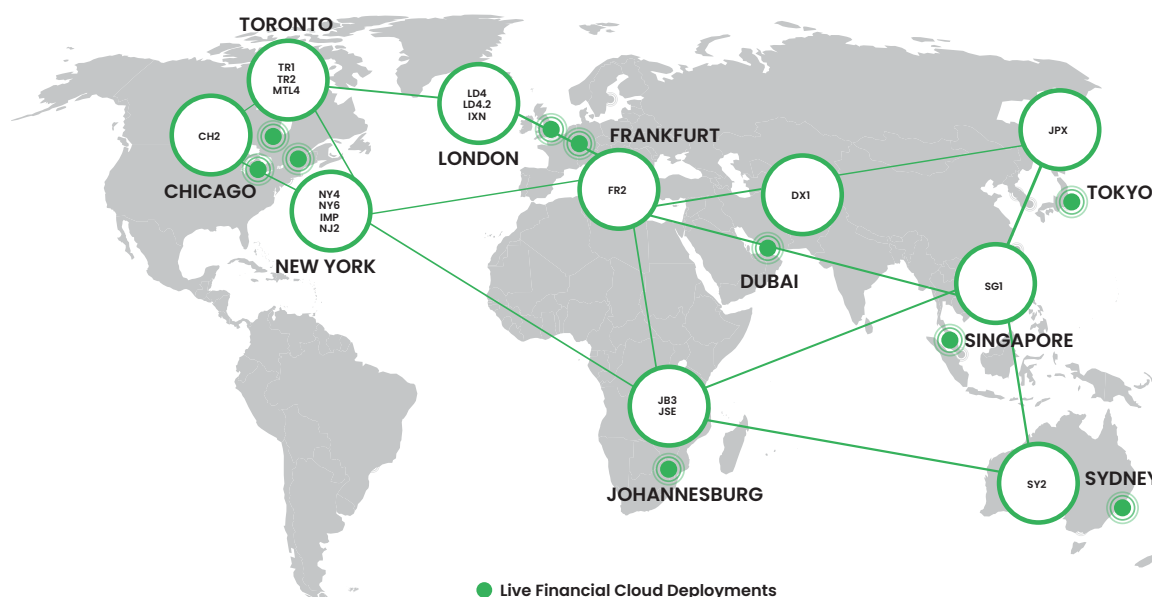 TORONTO
TR1
TR2
MTL4
LD4
LD4.2
IXN
LONDON
CH2
CHICAGO
NY4
NY6
IMP
NJ2
NEW YORK
FRANKFURT
FR2
DX1
DUBAI
JPX
TOKYO
SG1
SINGAPORE
JB3
JSE
JOHANNESBURG
SY2
SYDNEY
Live Financial Cloud Deployments